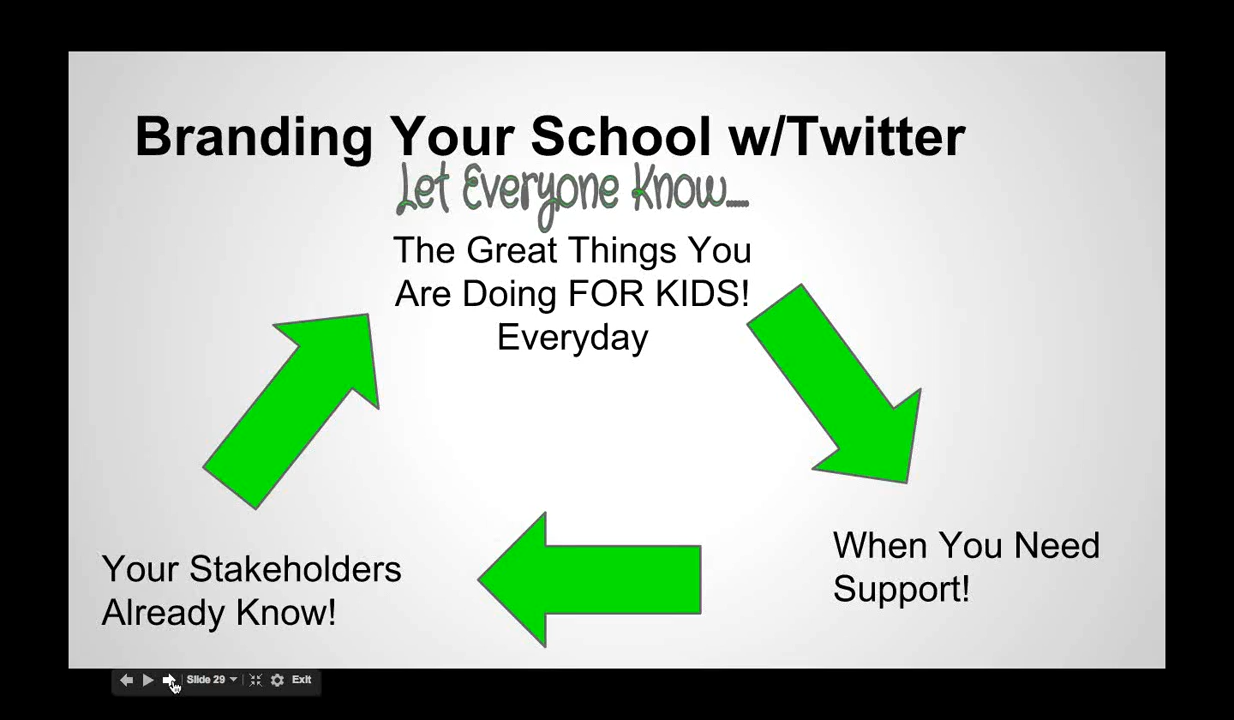 Branding Your School w/Twitter
Let Everyone Know....
The Great Things You
Are Doing FOR KIDS!
Everyday
When You Need
Support!
Your Stakeholders
Already Know!
Slide 29
Exit